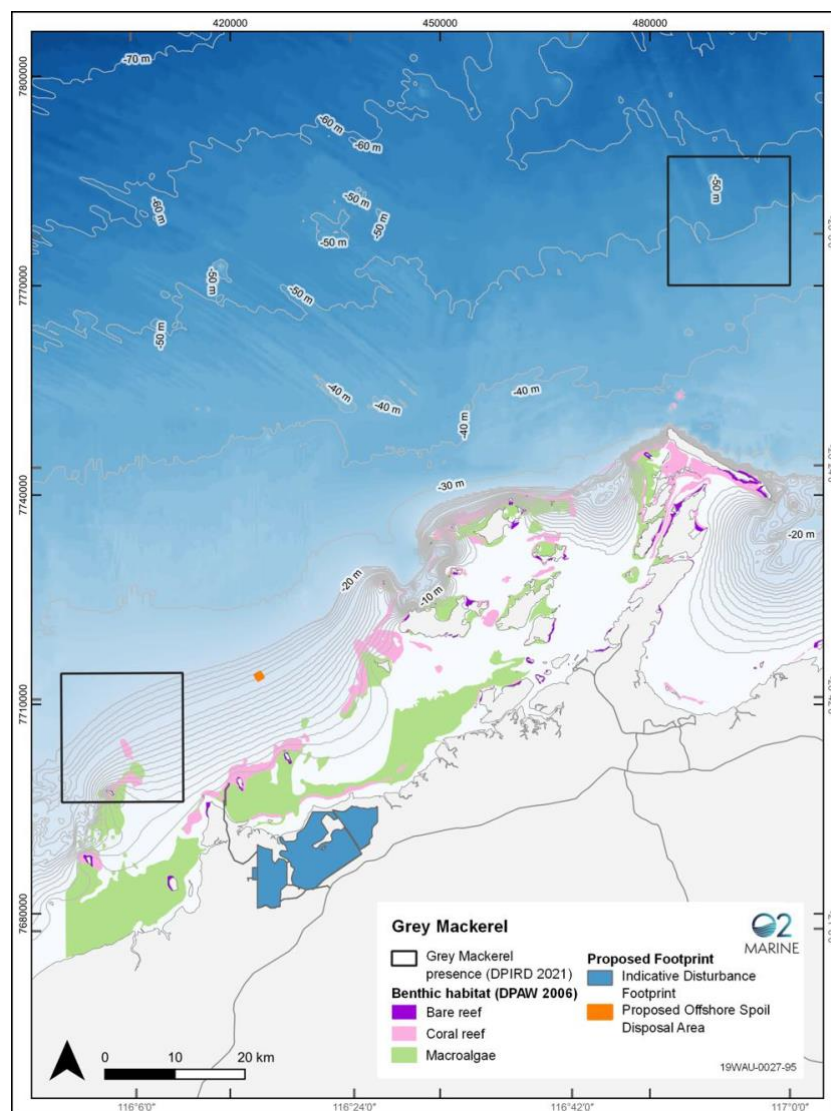 420000 450000 480000
7800000
7770000
7740000
7710000
7680000
-70 m
-60 m
-60 m
-60 m
-50 m
-50 m
-50 m
-50 m
-50 m
-50 m
-50 m
-40 m
-40 m
-40 m
-40 m
-30 m
-20 m
-20 m
-10 m
Grey Mackerel
O2
MARINE
Grey Mackerel
presence (DPIRD 2021)
Benthic habitat (DPAW 2006)
Bare reef
Coral reef
Macroalgae
Proposed Footprint
Indicative Disturbance
Footprint
Proposed Offshore Spoil
Disposal Area
19WAU-0027-95
0 10 20 km
116°6'0" 116°24'0" 116°42'0" 117°0'0"